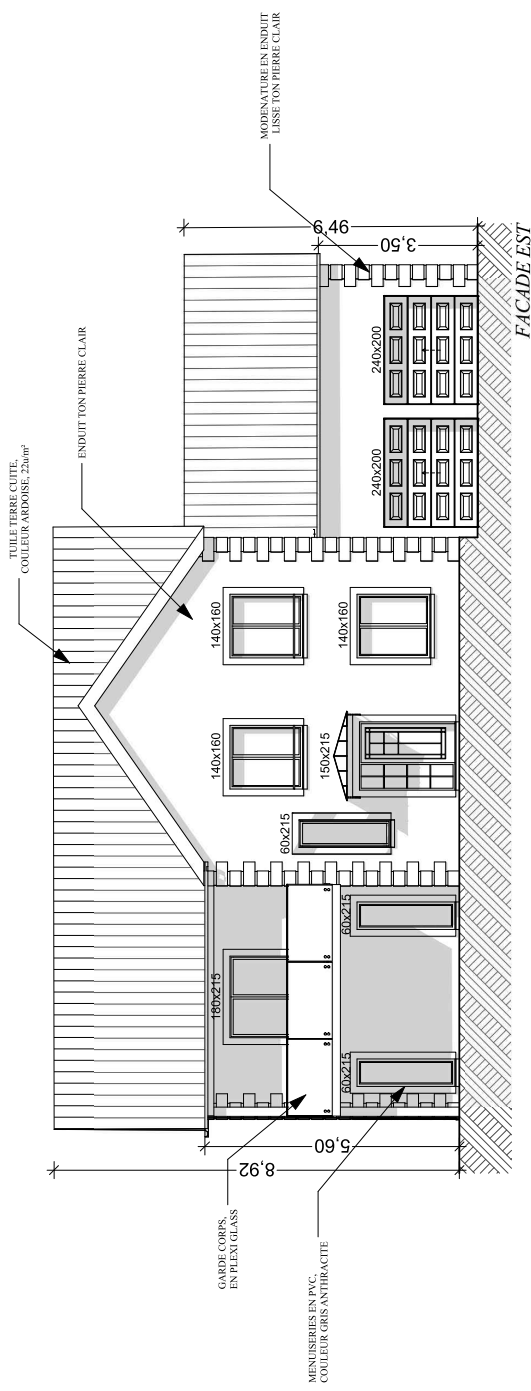 TUILE TERRE CUITE,
COULEUR ARDOISE, 22u/m²
ENDUIT TON PIERRE CLAIR
MODENATURE EN ENDUIT
LISSE TON PIERRE CLAIR
GARDE CORPS,
EN PLEXI GLASS
MENUISERIES EN PVC,
COULEUR GRIS ANTHRACITE
8,92
5,60
180x215
60x215
60x215
60x215
140x160
140x160
150x215
140x160
240x200
240x200
6,46
3,50
FACADE EST